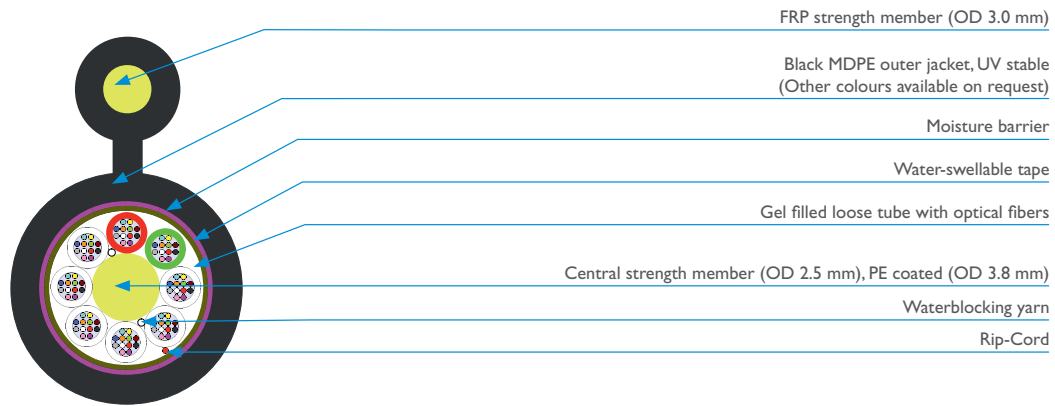 FRP strength member (OD 3.0 mm)
Black MDPE outer jacket, UV stable
(Other colours available on request)
Moisture barrier
Water-swellable tape
Gel filled loose tube with optical fibers
Central strength member (OD 2.5 mm), PE coated (OD 3.8 mm)
Waterblocking yarn
Rip-Cord